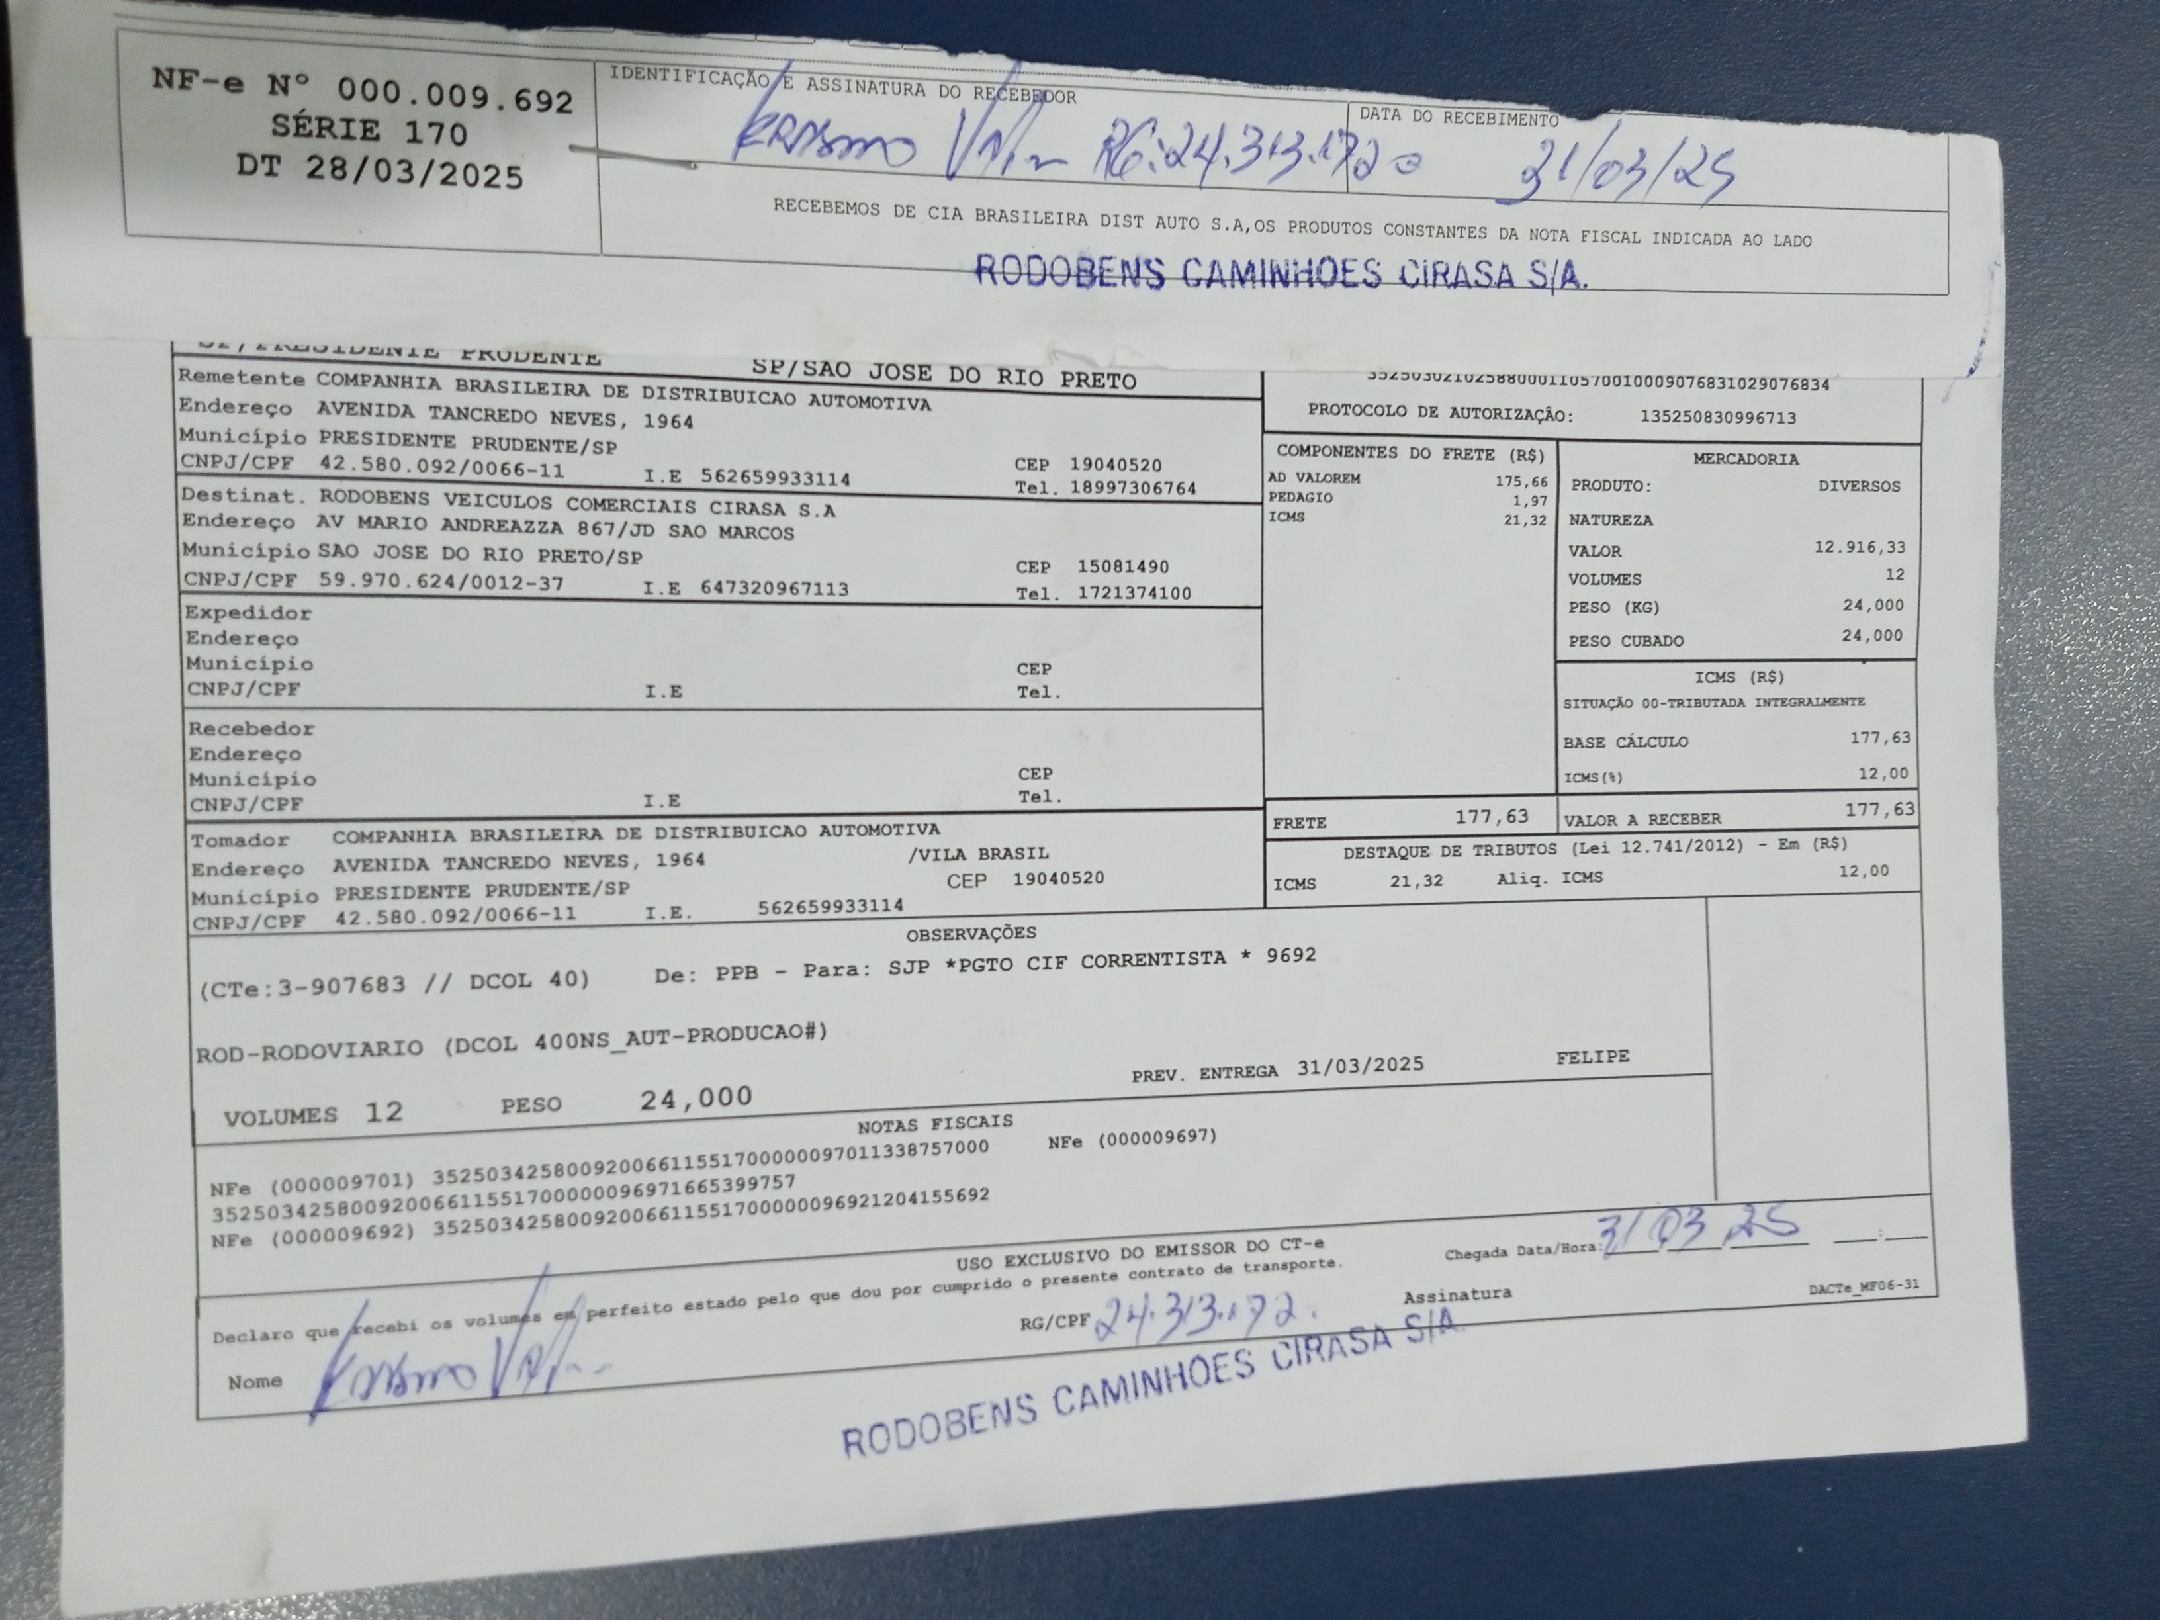 NF-e Nº 000.009.692
SÉRIE 170
DT 28/03/2025
IDENTIFICAÇÃO E ASSINATURA DO RECEBEDOR
DATA DO RECEBIMENTO
RG: 24.313.172
31/03/25
RECEBEMOS DE CIA BRASILEIRA DIST AUTO S.A,OS PRODUTOS CONSTANTES DA NOTA FISCAL INDICADA AO LADO
RODOBENS CAMINHOES CIRASA S/A.
SP/PRESIDENTE PRUDENTE SP/SAO JOSE DO RIO PRETO
Remetente COMPANHIA BRASILEIRA DE DISTRIBUICAO AUTOMOTIVA
Endereço AVENIDA TANCREDO NEVES, 1964
Município PRESIDENTE PRUDENTE/SP
CEP 19040520
CNPJ/CPF 42.580.092/0066-11 I.E 562659933114 Tel. 18997306764
Destinat. RODOBENS VEICULOS COMERCIAIS CIRASA S.A
Endereço AV MARIO ANDREAZZA 867/JD SAO MARCOS
Município SAO JOSE DO RIO PRETO/SP CEP 15081490
CNPJ/CPF 59.970.624/0012-37 I.E 647320967113 Tel. 1721374100
Expedidor
Endereço
Município CEP
CNPJ/CPF I.E Tel.
Recebedor
Endereço
Município CEP
CNPJ/CPF I.E Tel.
Tomador COMPANHIA BRASILEIRA DE DISTRIBUICAO AUTOMOTIVA
Endereço AVENIDA TANCREDO NEVES, 1964 /VILA BRASIL
Município PRESIDENTE PRUDENTE/SP CEP 19040520
CNPJ/CPF 42.580.092/0066-11 I.E. 562659933114
35250302102588000110570010009076831029076834
PROTOCOLO DE AUTORIZAÇÃO: 135250830996713
COMPONENTES DO FRETE (R$)
AD VALOREM 175,66
PEDAGIO 1,97
ICMS 21,32
MERCADORIA
PRODUTO: DIVERSOS
NATUREZA
VALOR 12.916,33
VOLUMES 12
PESO (KG) 24,000
PESO CUBADO 24,000
ICMS (R$)
SITUAÇÃO 00-TRIBUTADA INTEGRALMENTE
BASE CÁLCULO 177,63
ICMS(%) 12,00
FRETE 177,63 VALOR A RECEBER 177,63
DESTAQUE DE TRIBUTOS (Lei 12.741/2012) - Em (R$)
ICMS 21,32 Aliq. ICMS 12,00
OBSERVAÇÕES
(CTe:3-907683 // DCOL 40) De: PPB - Para: SJP *PGTO CIF CORRENTISTA * 9692
ROD-RODOVIARIO (DCOL 400NS_AUT-PRODUCAO#)
VOLUMES 12 PESO 24,000 PREV. ENTREGA 31/03/2025 FELIPE
NOTAS FISCAIS
NFe (000009701) 35250342580092006611551700000097011338757000 NFe (000009697)
35250342580092006611551700000096971665399757
NFe (000009692) 35250342580092006611551700000096921204155692
USO EXCLUSIVO DO EMISSOR DO CT-e
Declaro que recebi os volumes em perfeito estado pelo que dou por cumprido o presente contrato de transporte.
Chegada Data/Hora: 31 03 25 :
Nome
RG/CPF 24.313.172. Assinatura
DACTe_MF06-31
RODOBENS CAMINHOES CIRASA S/A.